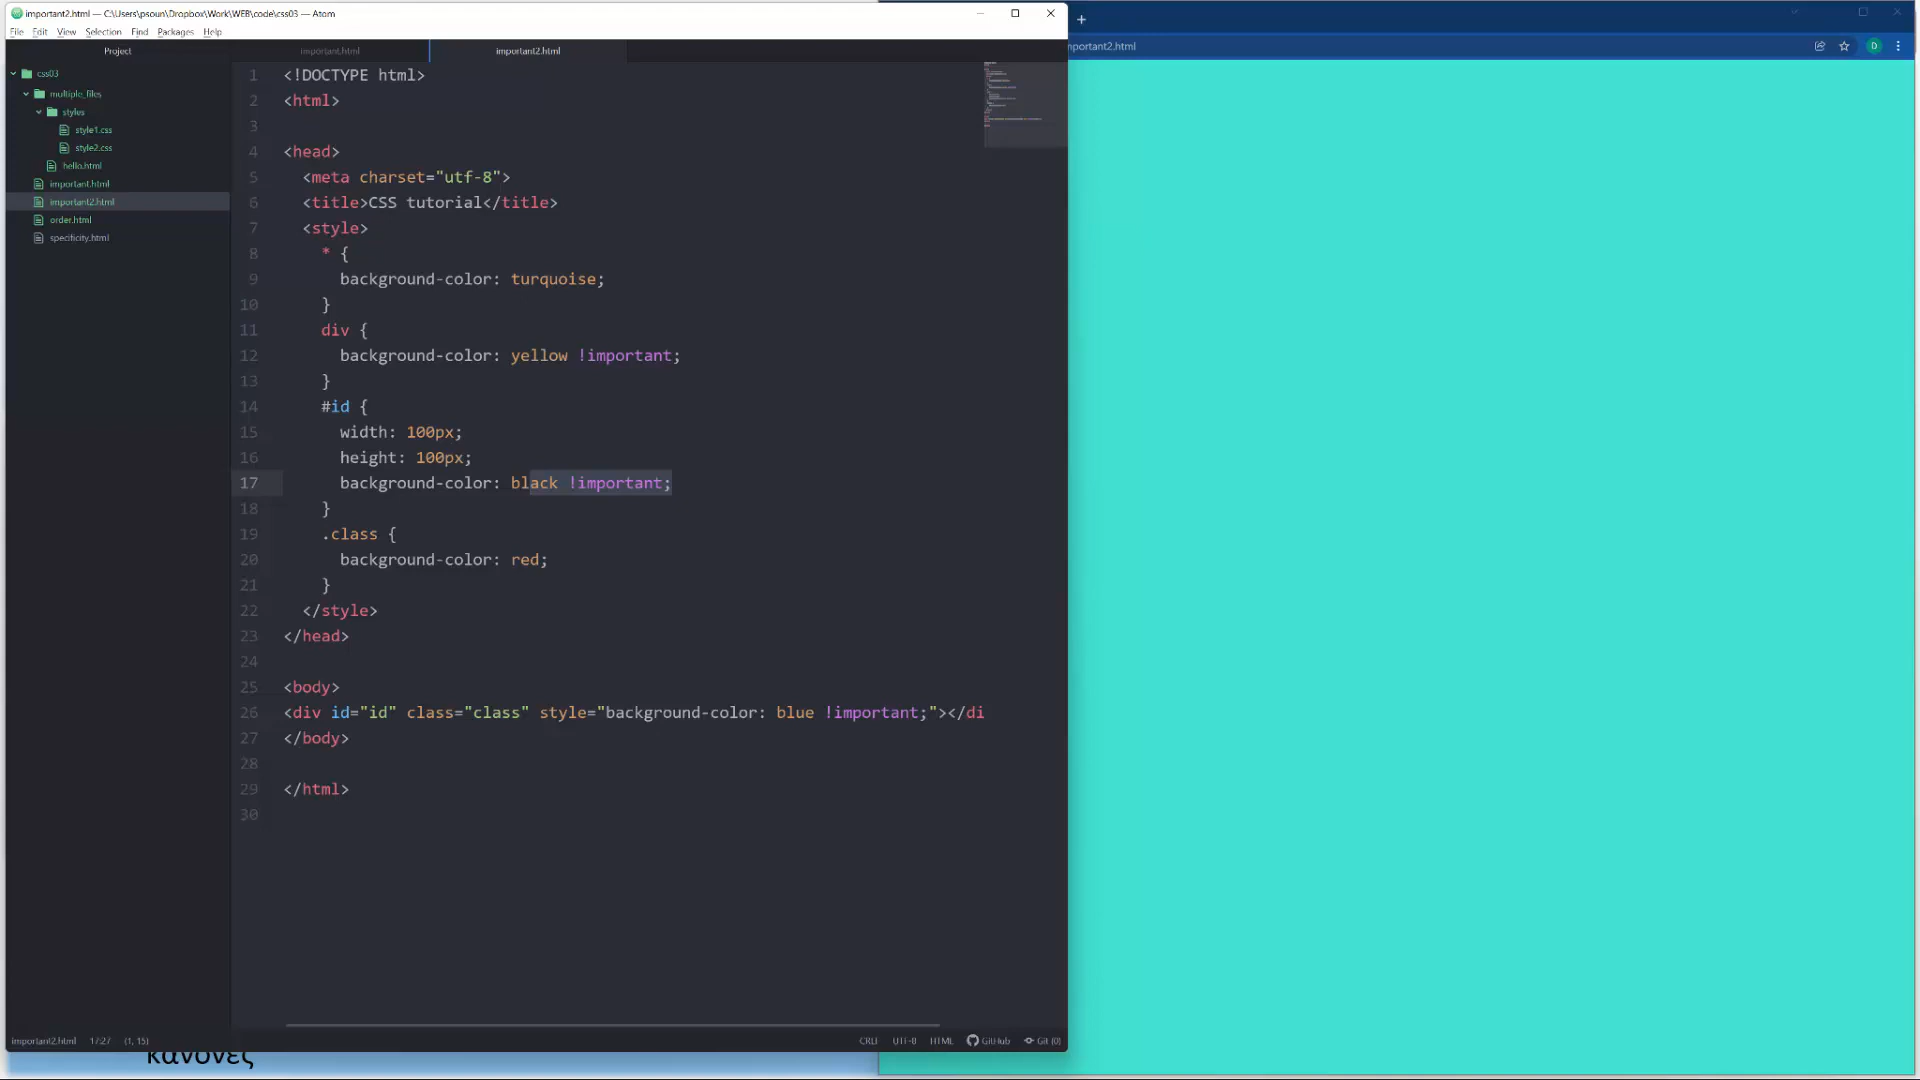 important2.html — C:\Users\psoun\Dropbox\Work\WEB\code\css03 — Atom
File Edit View Selection Find Packages Help
Project
important.html
important2.html
mportant2.html
D
css03
multiple_files
styles
style1.css
style2.css
hello.html
important.html
important2.html
order.html
specificity.html
1 <!DOCTYPE html>
2 <html>
3
4 <head>
5 <meta charset="utf-8">
6 <title>CSS tutorial</title>
7 <style>
8 * {
9 background-color: turquoise;
10 }
11 div {
12 background-color: yellow !important;
13 }
14 #id {
15 width: 100px;
16 height: 100px;
17 background-color: black !important;
18 }
19 .class {
20 background-color: red;
21 }
22 </style>
23 </head>
24
25 <body>
26 <div id="id" class="class" style="background-color: blue !important;"></di
27 </body>
28
29 </html>
30
important2.html 17:27 (1, 15) CRLF UTF-8 HTML GitHub Git (0)
κανόνες